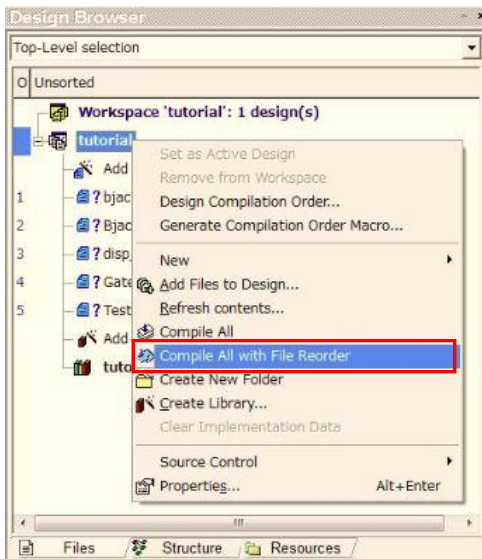 Design Browser
Top-Level selection
O Unsorted
Workspace 'tutorial': 1 design(s)
tutorial
Add
1 ? bjac
2 ? Bjac
3 ? disp_
4 ? Gate
5 ? Test
Add
tuto
Set as Active Design
Remove from Workspace
Design Compilation Order...
Generate Compilation Order Macro...
New
Add Files to Design...
Refresh contents...
Compile All
Compile All with File Reorder
Create New Folder
Create Library...
Clear Implementation Data
Source Control
Properties... Alt+Enter
Files / Structure / Resources /